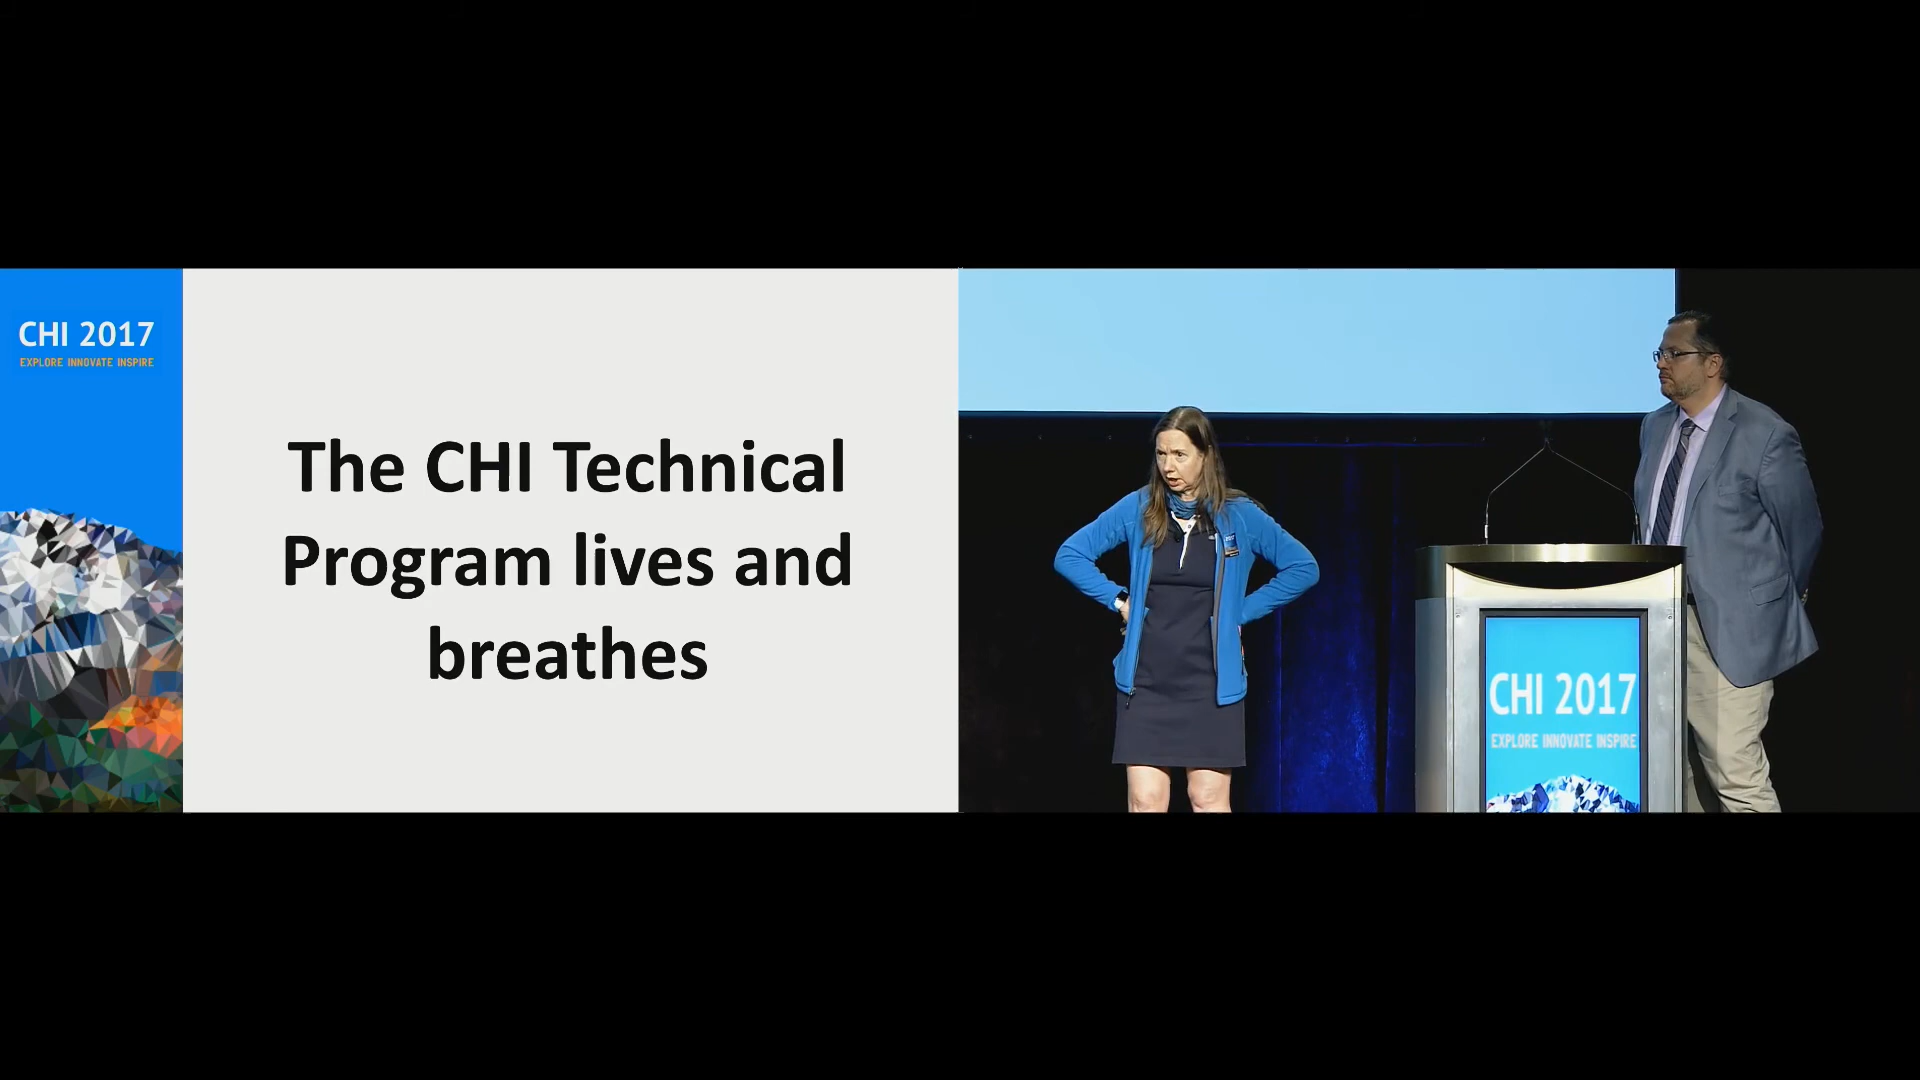 CHI 2017
EXPLORE INNOVATE INSPIRE
The CHI Technical
Program lives and
breathes
CHI 2017
EXPLORE INNOVATE INSPIRE